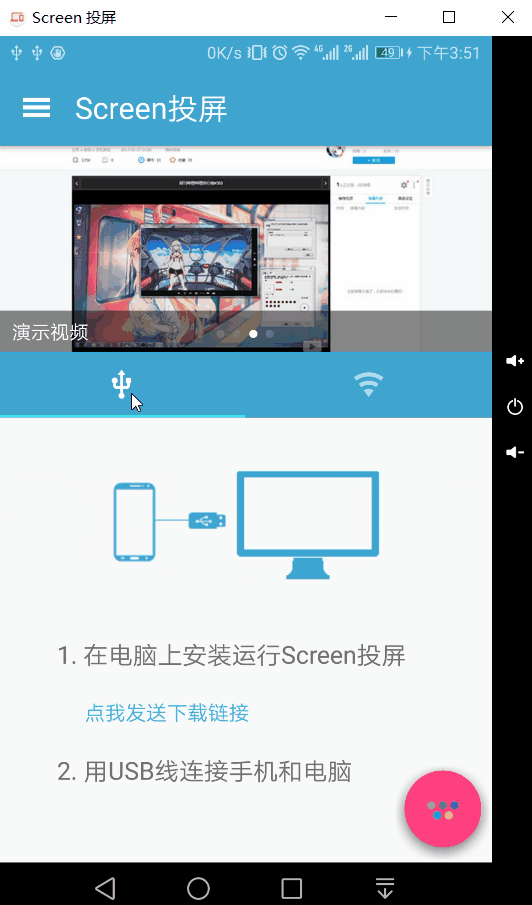 Screen 投屏
0K/s 4G 2G 49 下午3:51
Screen投屏
演示视频
1. 在电脑上安装运行Screen投屏
点我发送下载链接
2. 用USB线连接手机和电脑